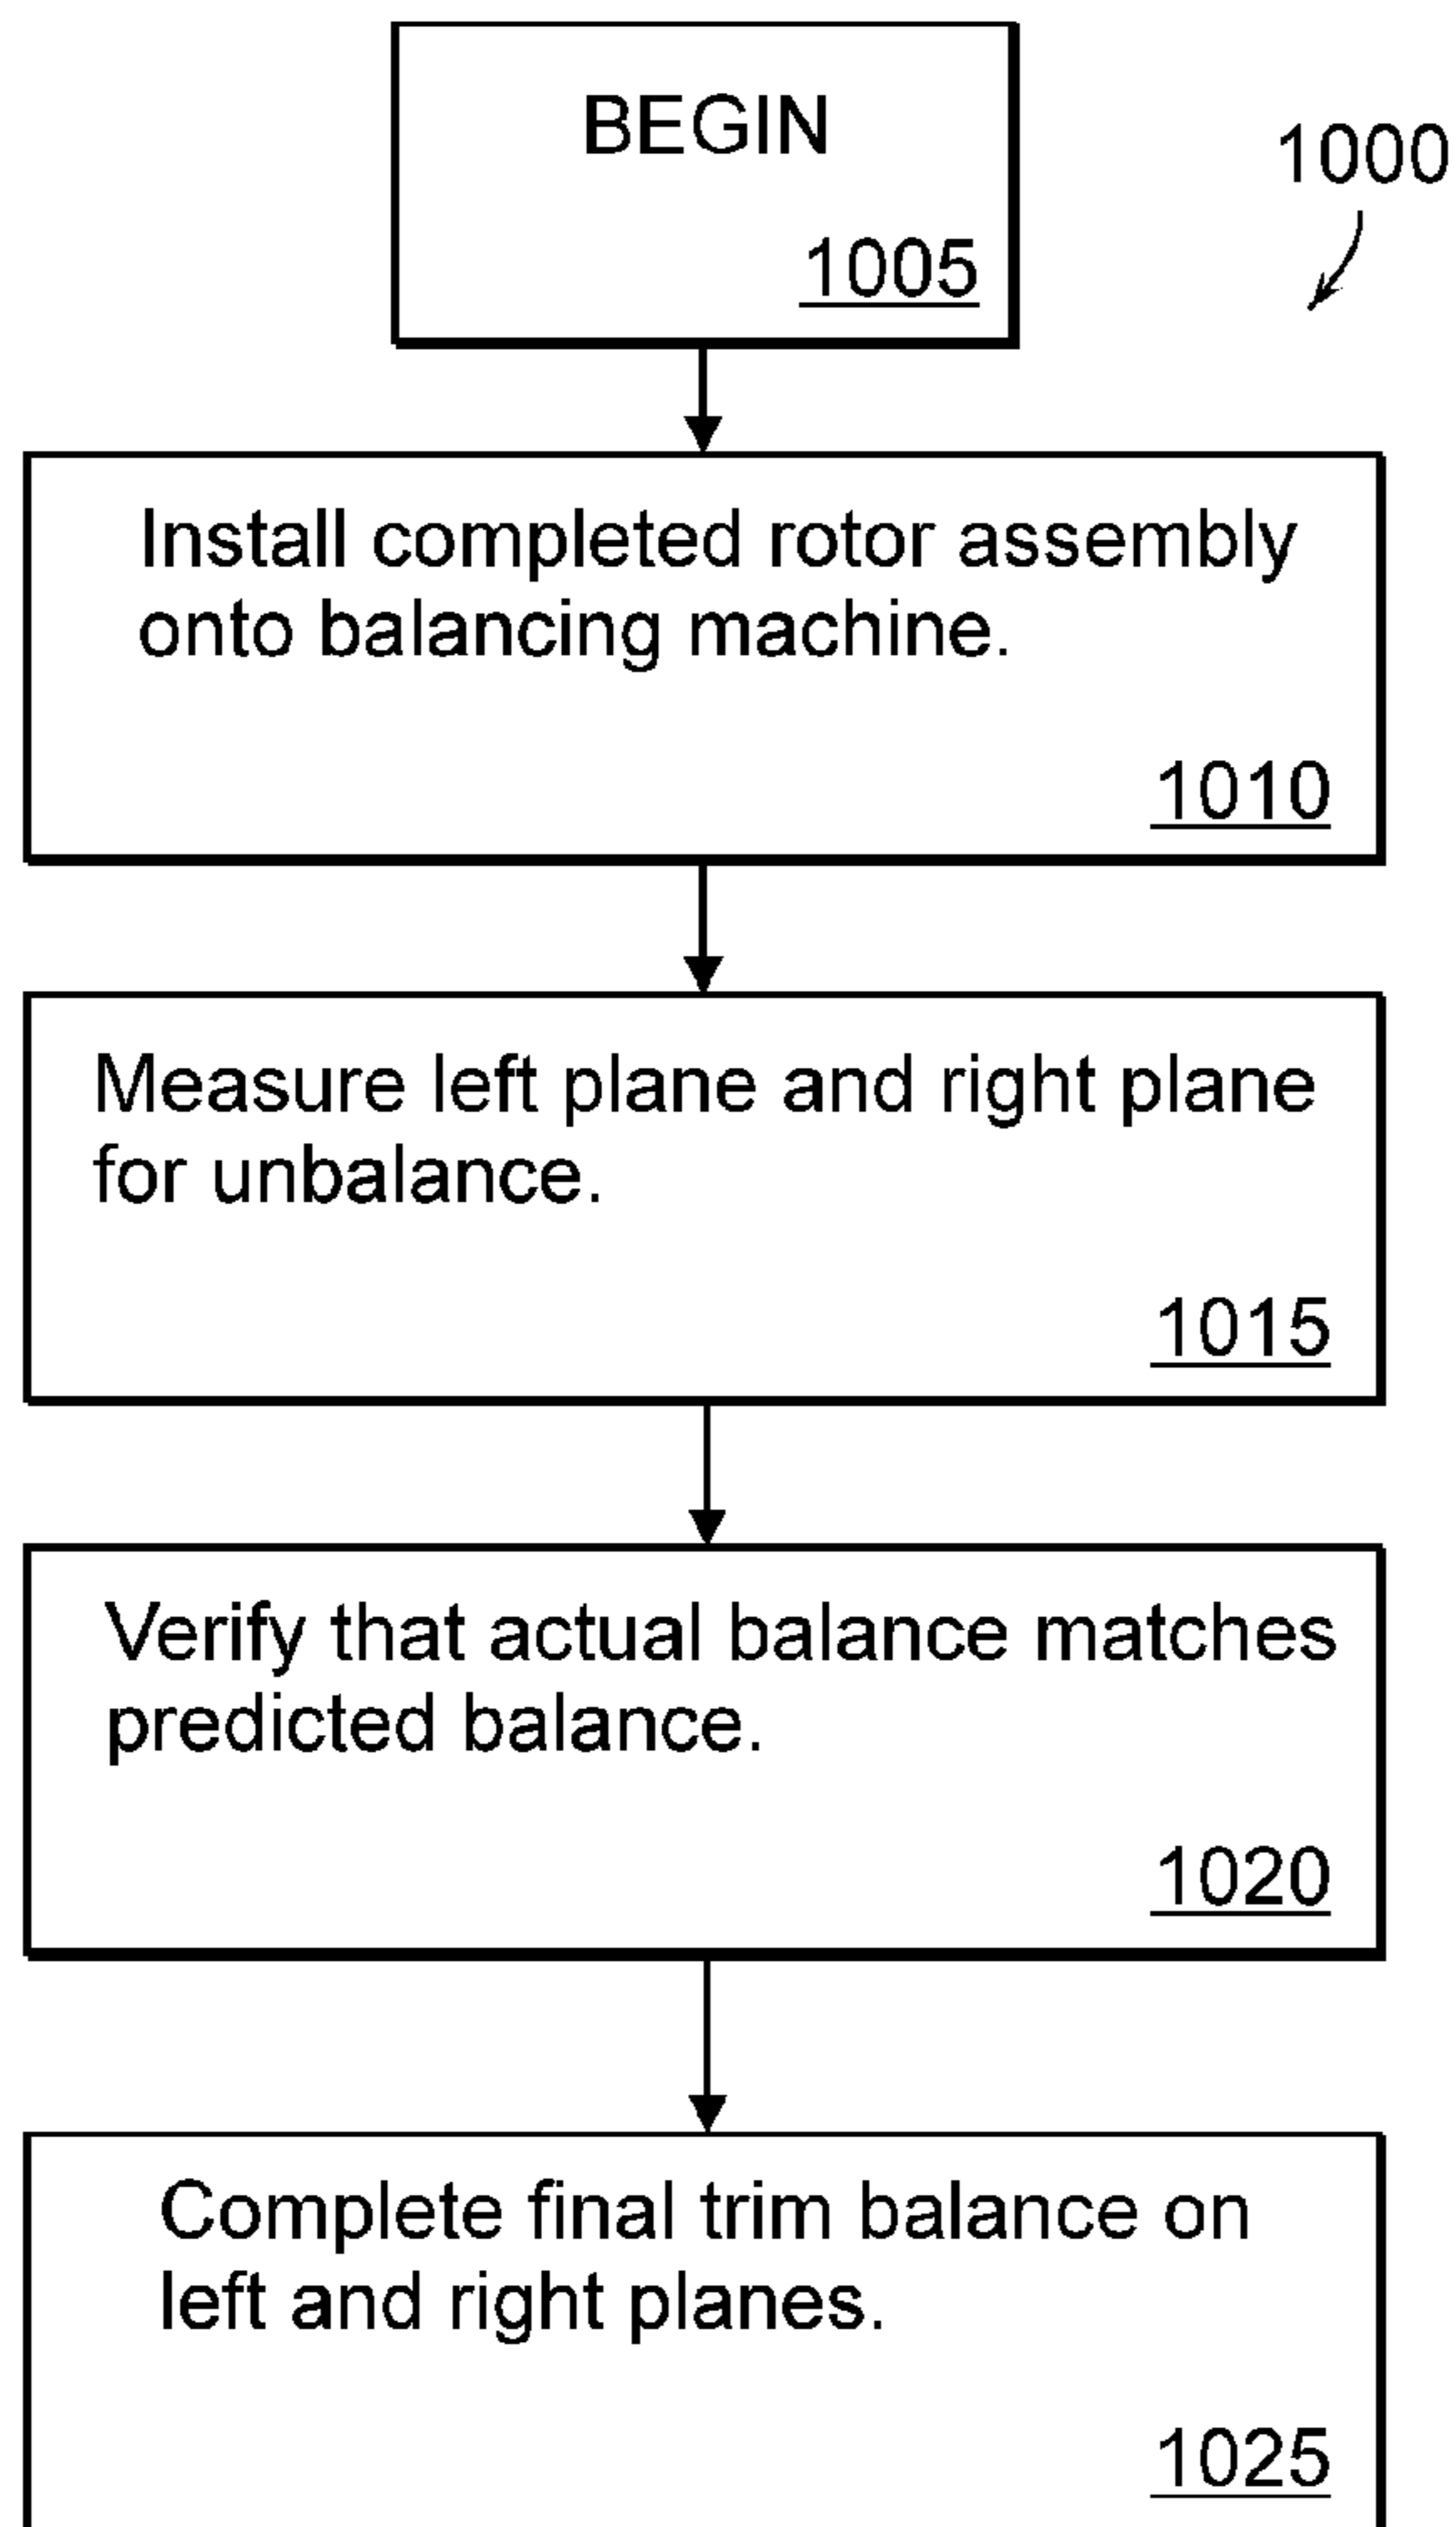 BEGIN
1000
1005
Install completed rotor assembly
onto balancing machine.
1010
Measure left plane and right plane
for unbalance.
1015
Verify that actual balance matches
predicted balance.
1020
Complete final trim balance on
left and right planes.
1025